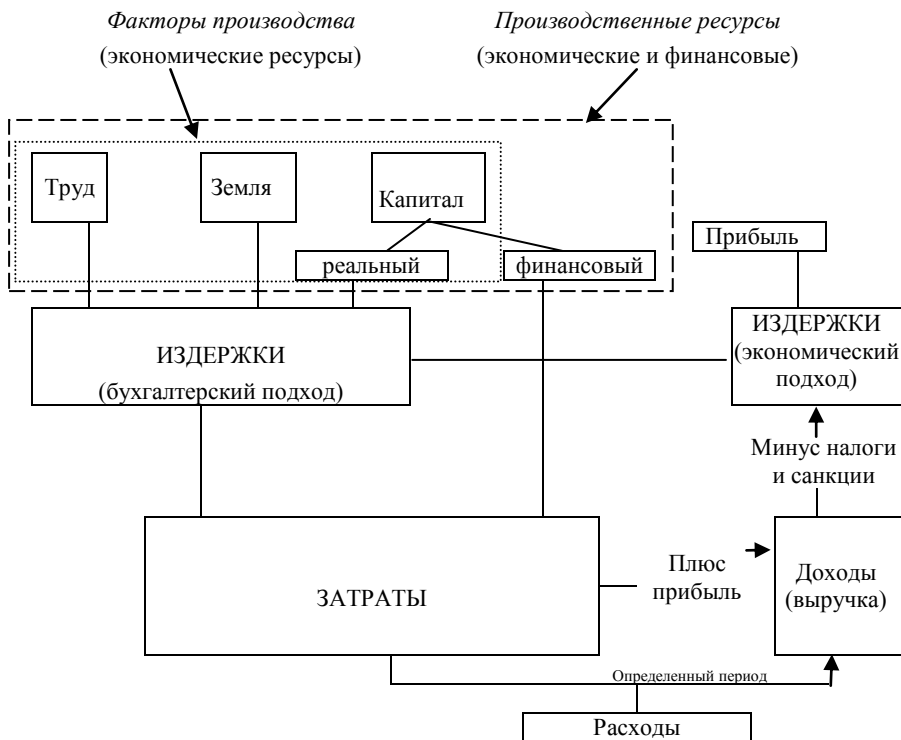 Факторы производства
(экономические ресурсы)
Производственные ресурсы
(экономические и финансовые)
Труд
Земля
Капитал
Прибыль
реальный
финансовый
ИЗДЕРЖКИ
(бухгалтерский подход)
ИЗДЕРЖКИ
(экономический
подход)
Минус налоги
и санкции
ЗАТРАТЫ
Плюс
прибыль
Доходы
(выручка)
Определенный период
Расходы